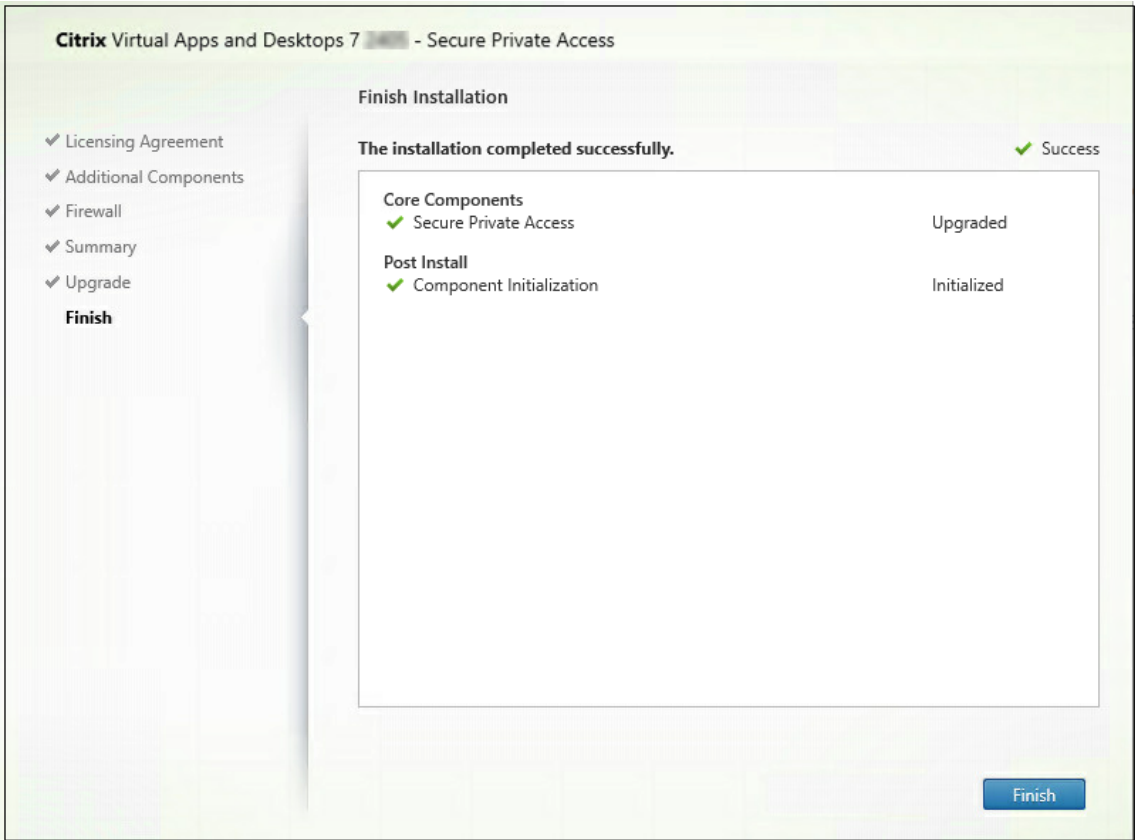 Citrix Virtual Apps and Desktops 7 - Secure Private Access
Finish Installation
Licensing Agreement
Additional Components
Firewall
Summary
Upgrade
Finish
The installation completed successfully. Success
Core Components
Secure Private Access Upgraded
Post Install
Component Initialization Initialized
Finish